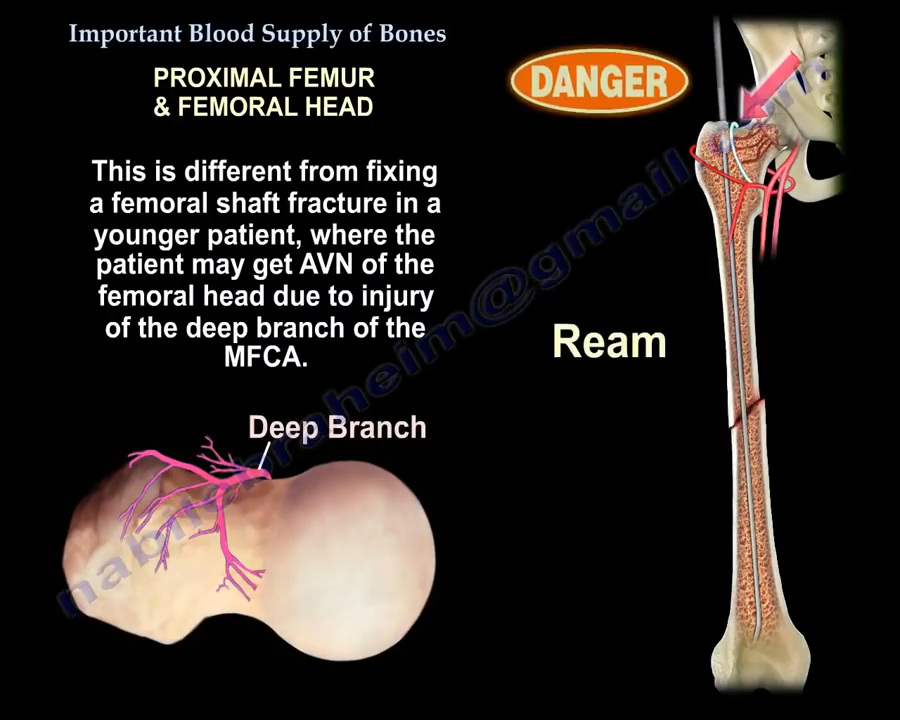 Important Blood Supply of Bones
PROXIMAL FEMUR
& FEMORAL HEAD
DANGER
This is different from fixing
a femoral shaft fracture in a
younger patient, where the
patient may get AVN of the
femoral head due to injury
of the deep branch of the
MFCA.
Ream
Deep Branch